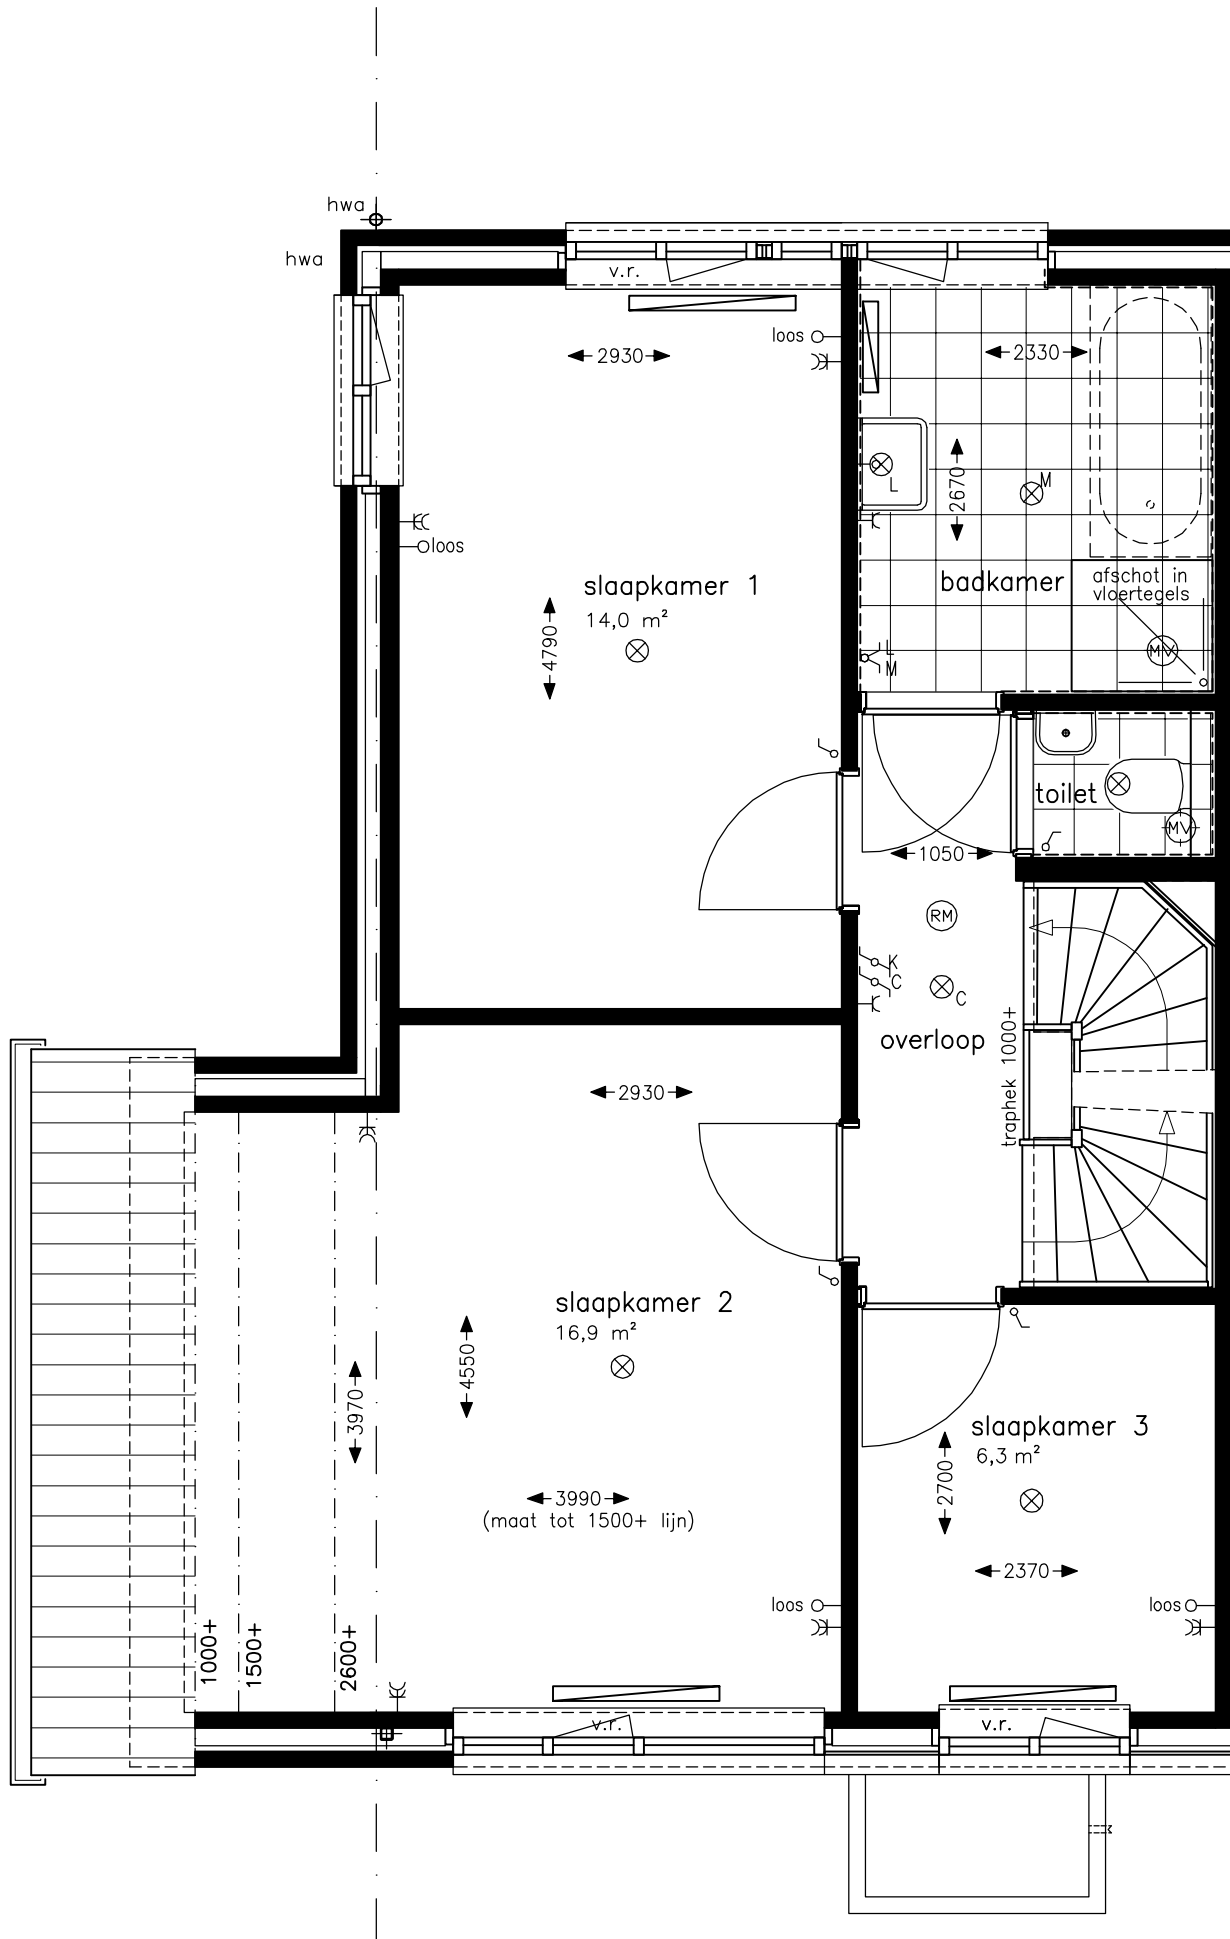 hwa
hwa
v.r.
loos
2930
2330
L
M
2670
loos
slaapkamer 1
14,0 m²
4790
badkamer
afschot in
vloertegels
MV
L
M
toilet
MV
1050
RM
K
C
C
overloop
traphek 1000+
2930
slaapkamer 2
16,9 m²
4550
3970
3990
(maat tot 1500+ lijn)
slaapkamer 3
6,3 m²
2700
2370
loos
loos
1000+
1500+
2600+
v.r.
v.r.